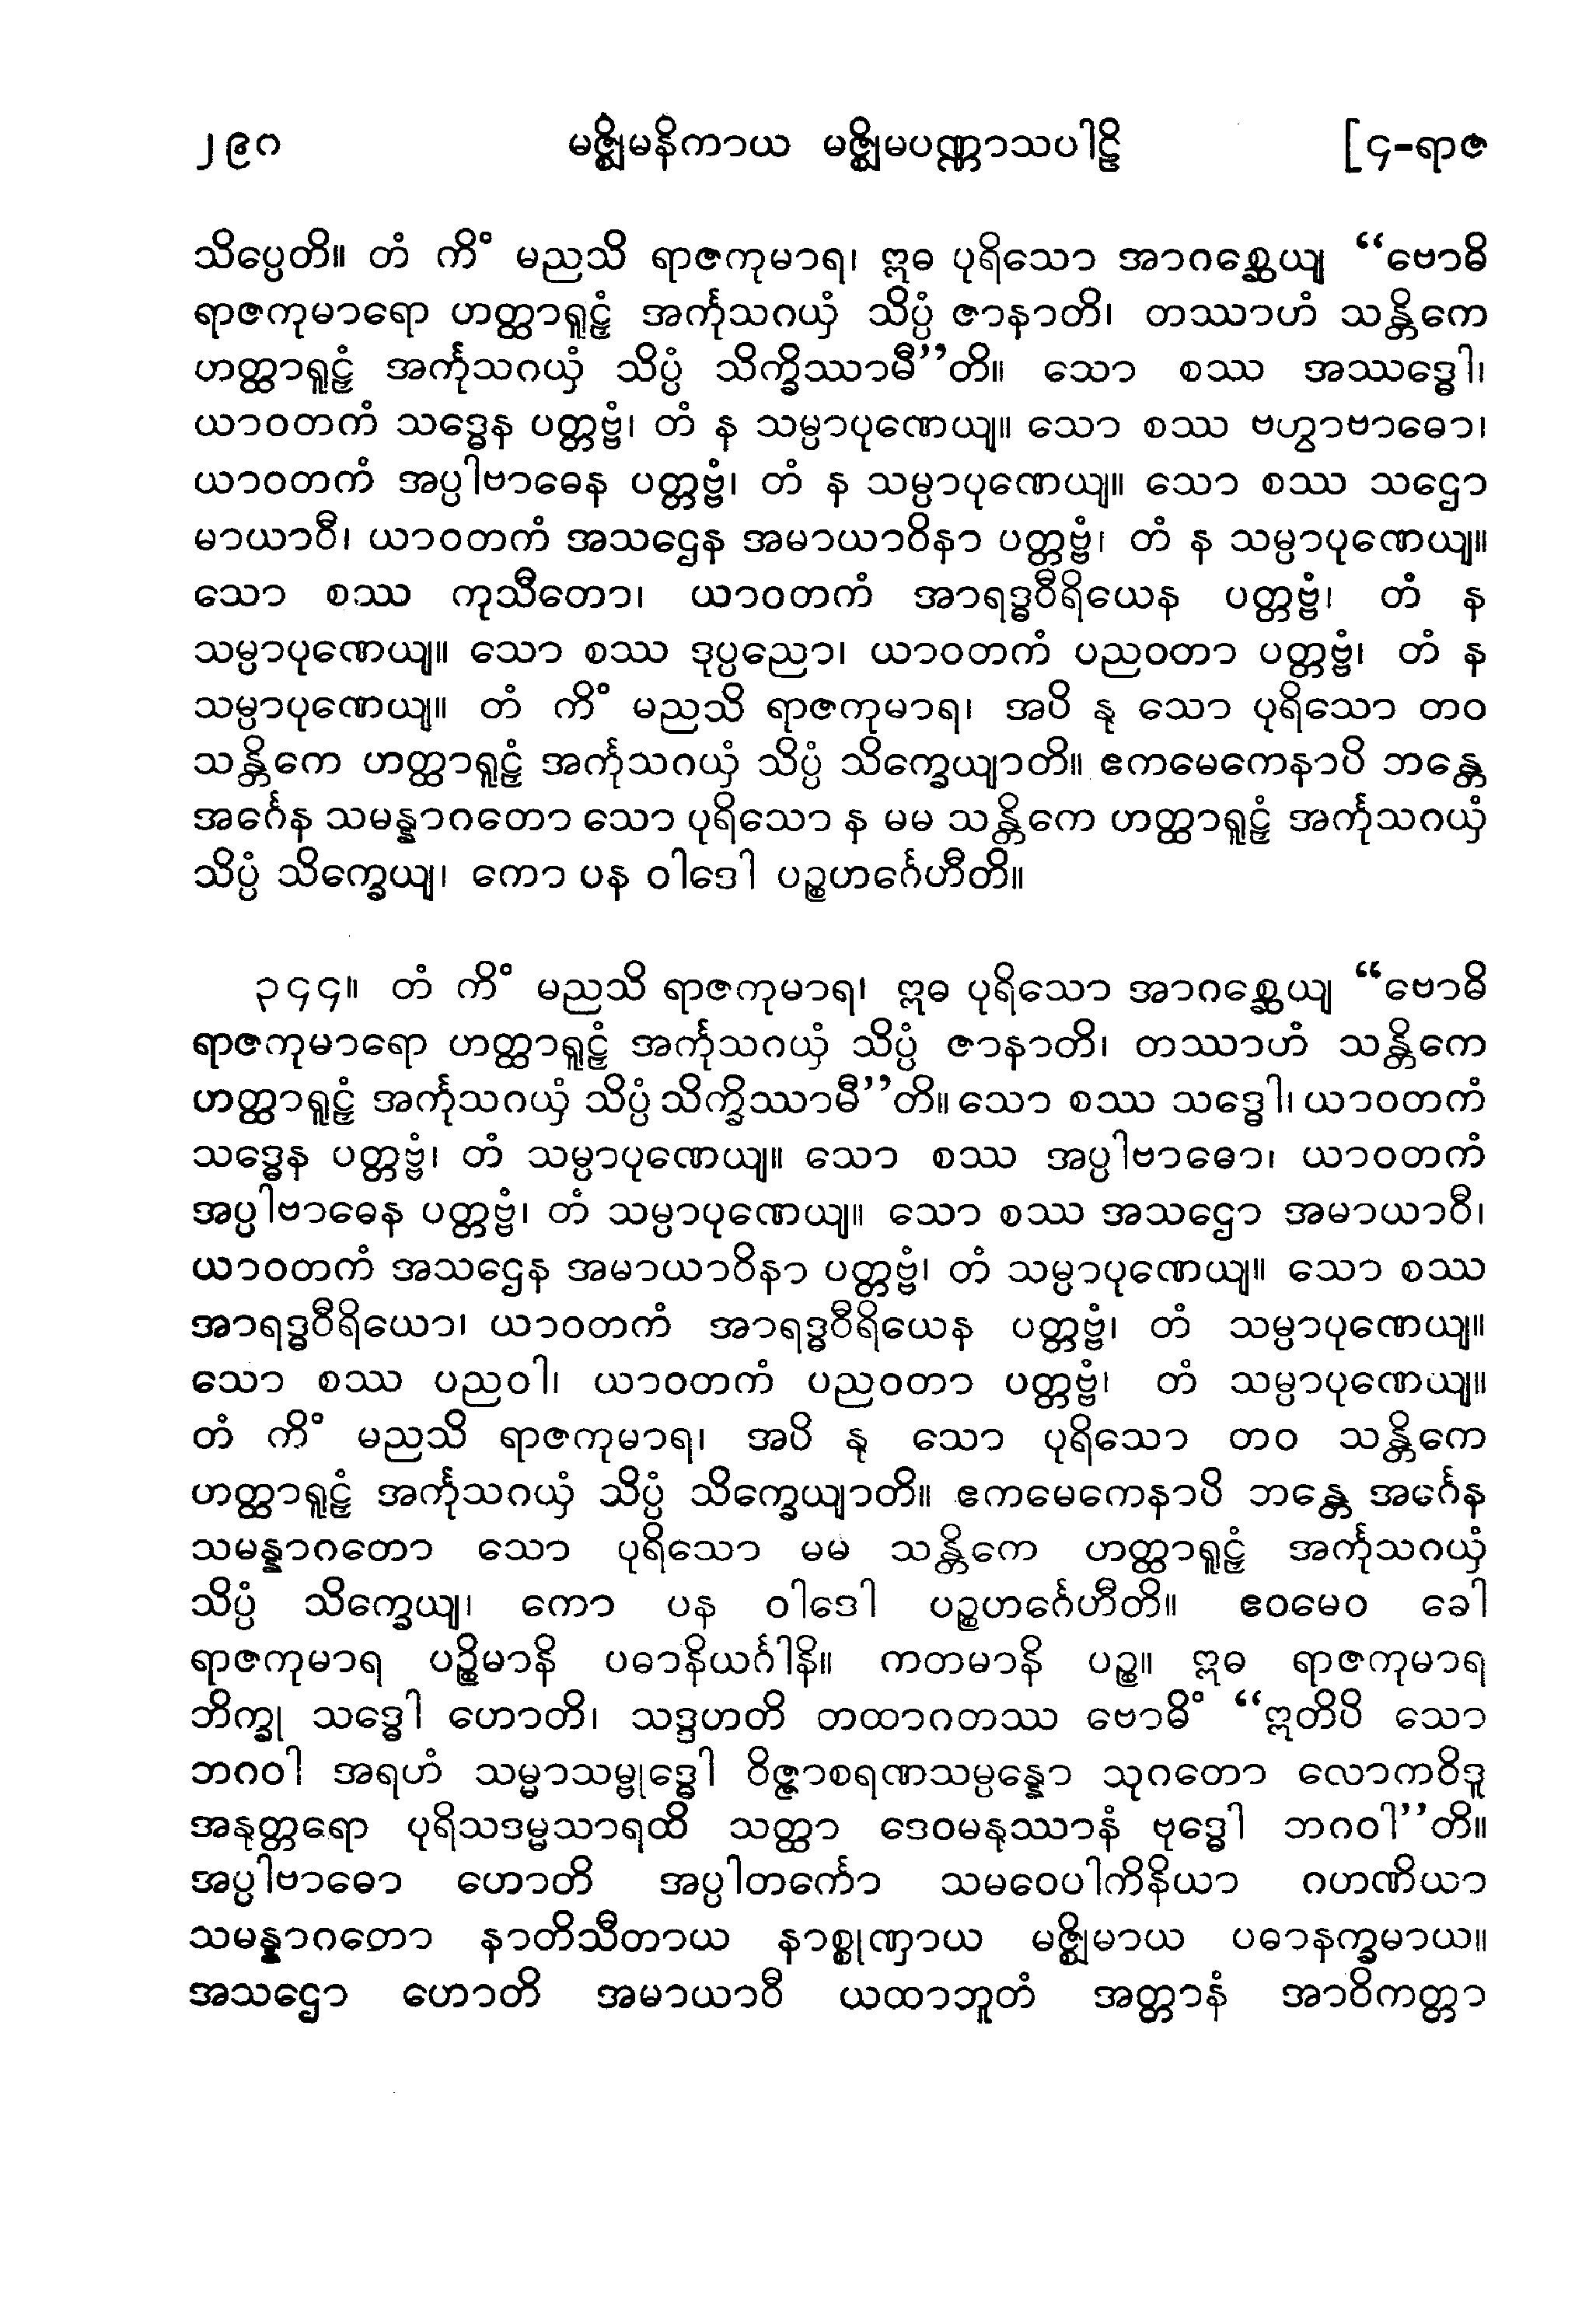 ၂၉၀ မဇ္ဈိမနိကာယ မဇ္ဈိမပဏ္ဏာသပါဠိ [၄-ရာဇ
သိပ္ပေတိ။ တံ ကိံ မညသိ ရာဇကုမာရ၊ ဣဓ ပုရိသော အာဂစ္ဆေယျ “ဗောဓိ
ရာဇကုမာရော ဟတ္ထာရူဠှံ အင်္ကုသဂယှံ သိပ္ပံ ဇာနာတိ၊ တဿာဟံ သန္တိကေ
ဟတ္ထာရူဠှံ အင်္ကုသဂယှံ သိပ္ပံ သိက္ခိဿာမီ”တိ။ သော စဿ အဿဒ္ဓေါ၊
ယာဝတကံ သဒ္ဓေန ပတ္တဗ္ဗံ၊ တံ န သမ္ပာပုဏေယျ။ သော စဿ ဗဟွာဗာဓော၊
ယာဝတကံ အပ္ပါဗာဓေန ပတ္တဗ္ဗံ၊ တံ န သမ္ပာပုဏေယျ။ သော စဿ သဌော
မာယာဝီ၊ ယာဝတကံ အသဌေန အမာယာဝိနာ ပတ္တဗ္ဗံ၊ တံ န သမ္ပာပုဏေယျ။
သော စဿ ကုသီတော၊ ယာဝတကံ အာရဒ္ဓဝီရိယေန ပတ္တဗ္ဗံ၊ တံ န
သမ္ပာပုဏေယျ။ သော စဿ ဒုပ္ပညော၊ ယာဝတကံ ပညဝတာ ပတ္တဗ္ဗံ၊ တံ န
သမ္ပာပုဏေယျ။ တံ ကိံ မညသိ ရာဇကုမာရ၊ အပိ နု သော ပုရိသော တဝ
သန္တိကေ ဟတ္ထာရူဠှံ အင်္ကုသဂယှံ သိပ္ပံ သိက္ခေယျာတိ။ ဧကမေကေနာပိ ဘန္တေ
အင်္ဂေန သမန္နာဂတော သော ပုရိသော န မမ သန္တိကေ ဟတ္ထာရူဠှံ အင်္ကုသဂယှံ
သိပ္ပံ သိက္ခေယျ၊ ကော ပန ဝါဒေါ ပဉ္စဟင်္ဂေဟီတိ။
၃၄၄။ တံ ကိံ မညသိ ရာဇကုမာရ၊ ဣဓ ပုရိသော အာဂစ္ဆေယျ “ဗောဓိ
ရာဇကုမာရော ဟတ္ထာရူဠှံ အင်္ကုသဂယှံ သိပ္ပံ ဇာနာတိ၊ တဿာဟံ သန္တိကေ
ဟတ္ထာရူဠှံ အင်္ကုသဂယှံ သိပ္ပံ သိက္ခိဿာမီ”တိ။ သော စဿ သဒ္ဓေါ၊ ယာဝတကံ
သဒ္ဓေန ပတ္တဗ္ဗံ၊ တံ သမ္ပာပုဏေယျ။ သော စဿ အပ္ပါဗာဓော၊ ယာဝတကံ
အပ္ပါဗာဓေန ပတ္တဗ္ဗံ၊ တံ သမ္ပာပုဏေယျ။ သော စဿ အသဌော အမာယာဝီ၊
ယာဝတကံ အသဌေန အမာယာဝိနာ ပတ္တဗ္ဗံ၊ တံ သမ္ပာပုဏေယျ။ သော စဿ
အာရဒ္ဓဝီရိယော၊ ယာဝတကံ အာရဒ္ဓဝီရိယေန ပတ္တဗ္ဗံ၊ တံ သမ္ပာပုဏေယျ။
သော စဿ ပညဝါ၊ ယာဝတကံ ပညဝတာ ပတ္တဗ္ဗံ၊ တံ သမ္ပာပုဏေယျ။
တံ ကိံ မညသိ ရာဇကုမာရ၊ အပိ နု သော ပုရိသော တဝ သန္တိကေ
ဟတ္ထာရူဠှံ အင်္ကုသဂယှံ သိပ္ပံ သိက္ခေယျာတိ။ ဧကမေကေနာပိ ဘန္တေ အင်္ဂေန
သမန္နာဂတော သော ပုရိသော မမ သန္တိကေ ဟတ္ထာရူဠှံ အင်္ကုသဂယှံ
သိပ္ပံ သိက္ခေယျ၊ ကော ပန ဝါဒေါ ပဉ္စဟင်္ဂေဟီတိ။ ဧဝမေဝ ခေါ
ရာဇကုမာရ ပဉ္စိမာနိ ပဓာနိယင်္ဂါနိ။ ကတမာနိ ပဉ္စ။ ဣဓ ရာဇကုမာရ
ဘိက္ခု သဒ္ဓေါ ဟောတိ၊ သဒ္ဒဟတိ တထာဂတဿ ဗောဓိံ “ဣတိပိ သော
ဘဂဝါ အရဟံ သမ္မာသမ္ဗုဒ္ဓေါ ဝိဇ္ဇာစရဏသမ္ပန္နော သုဂတော လောကဝိဒူ
အနုတ္တရော ပုရိသဒမ္မသာရထိ သတ္ထာ ဒေဝမနုဿာနံ ဗုဒ္ဓေါ ဘဂဝါ”တိ။
အပ္ပါဗာဓော ဟောတိ အပ္ပါတင်္ကော သမဝေပါကိနိယာ ဂဟဏိယာ
သမန္နာဂတော နာတိသီတာယ နာစ္စုဏှာယ မဇ္ဈိမာယ ပဓာနက္ခမာယ။
အသဌော ဟောတိ အမာယာဝီ ယထာဘူတံ အတ္တာနံ အာဝိကတ္တာ